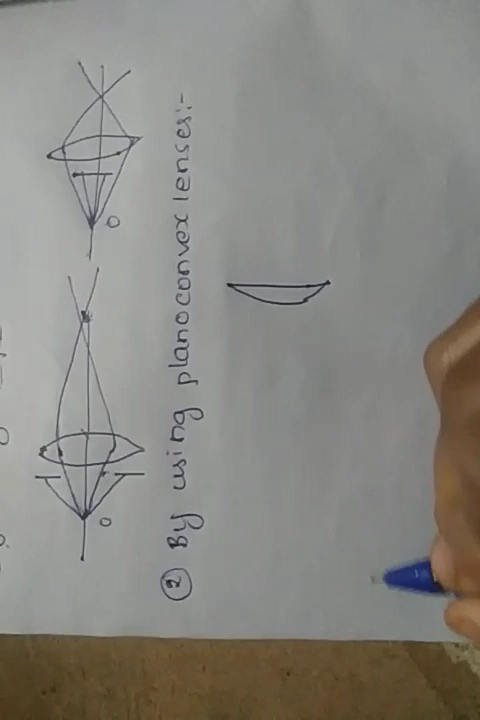 O
O
② By using planoconvex lenses:-